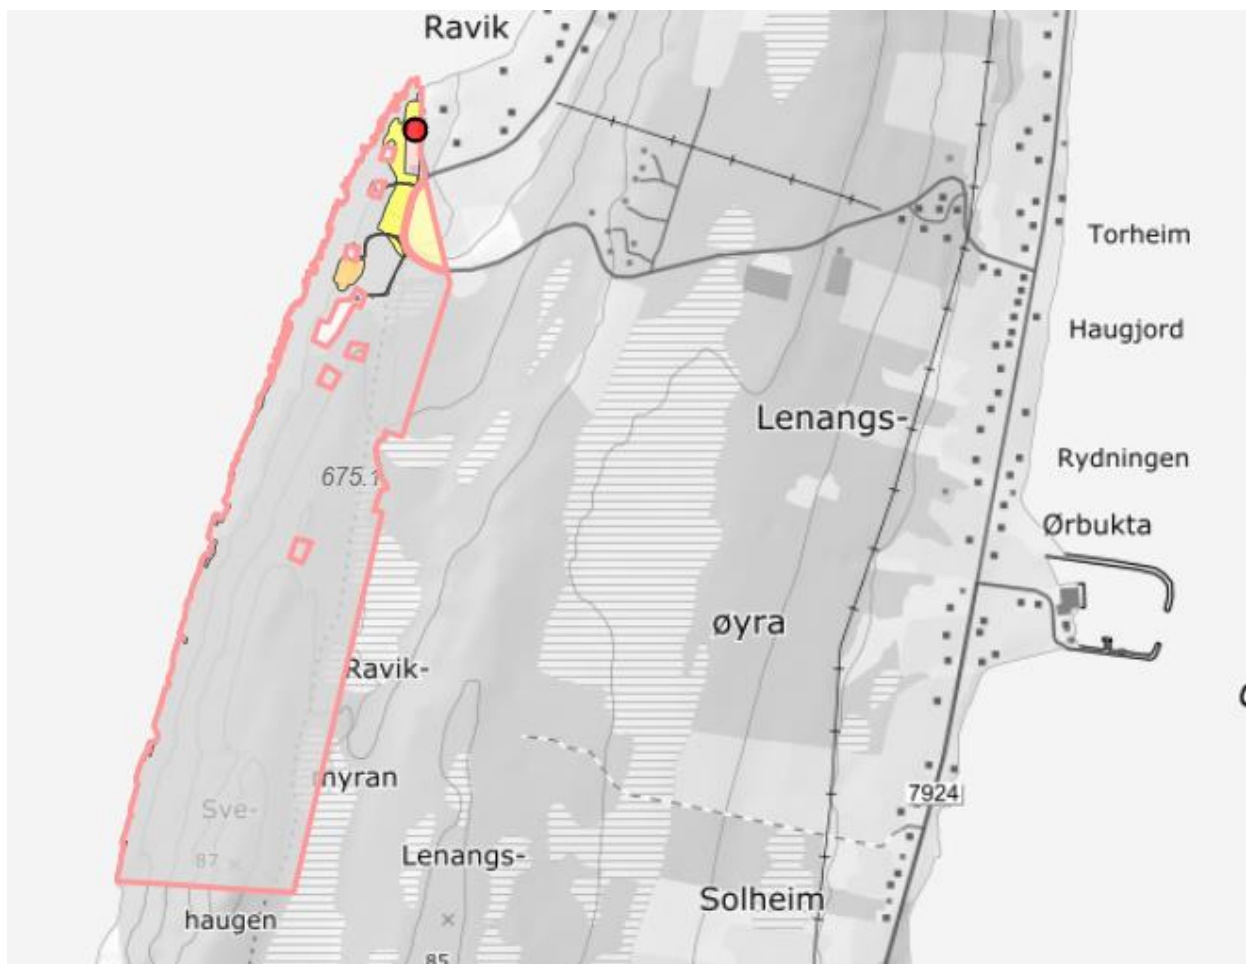 Ravik
Torheim
Haugjord
Lenangs-
Rydningen
675.1
Ørbukta
øyra
Ravik-
myran
7924
Sve-
87
Lenangs-
Solheim
haugen
85